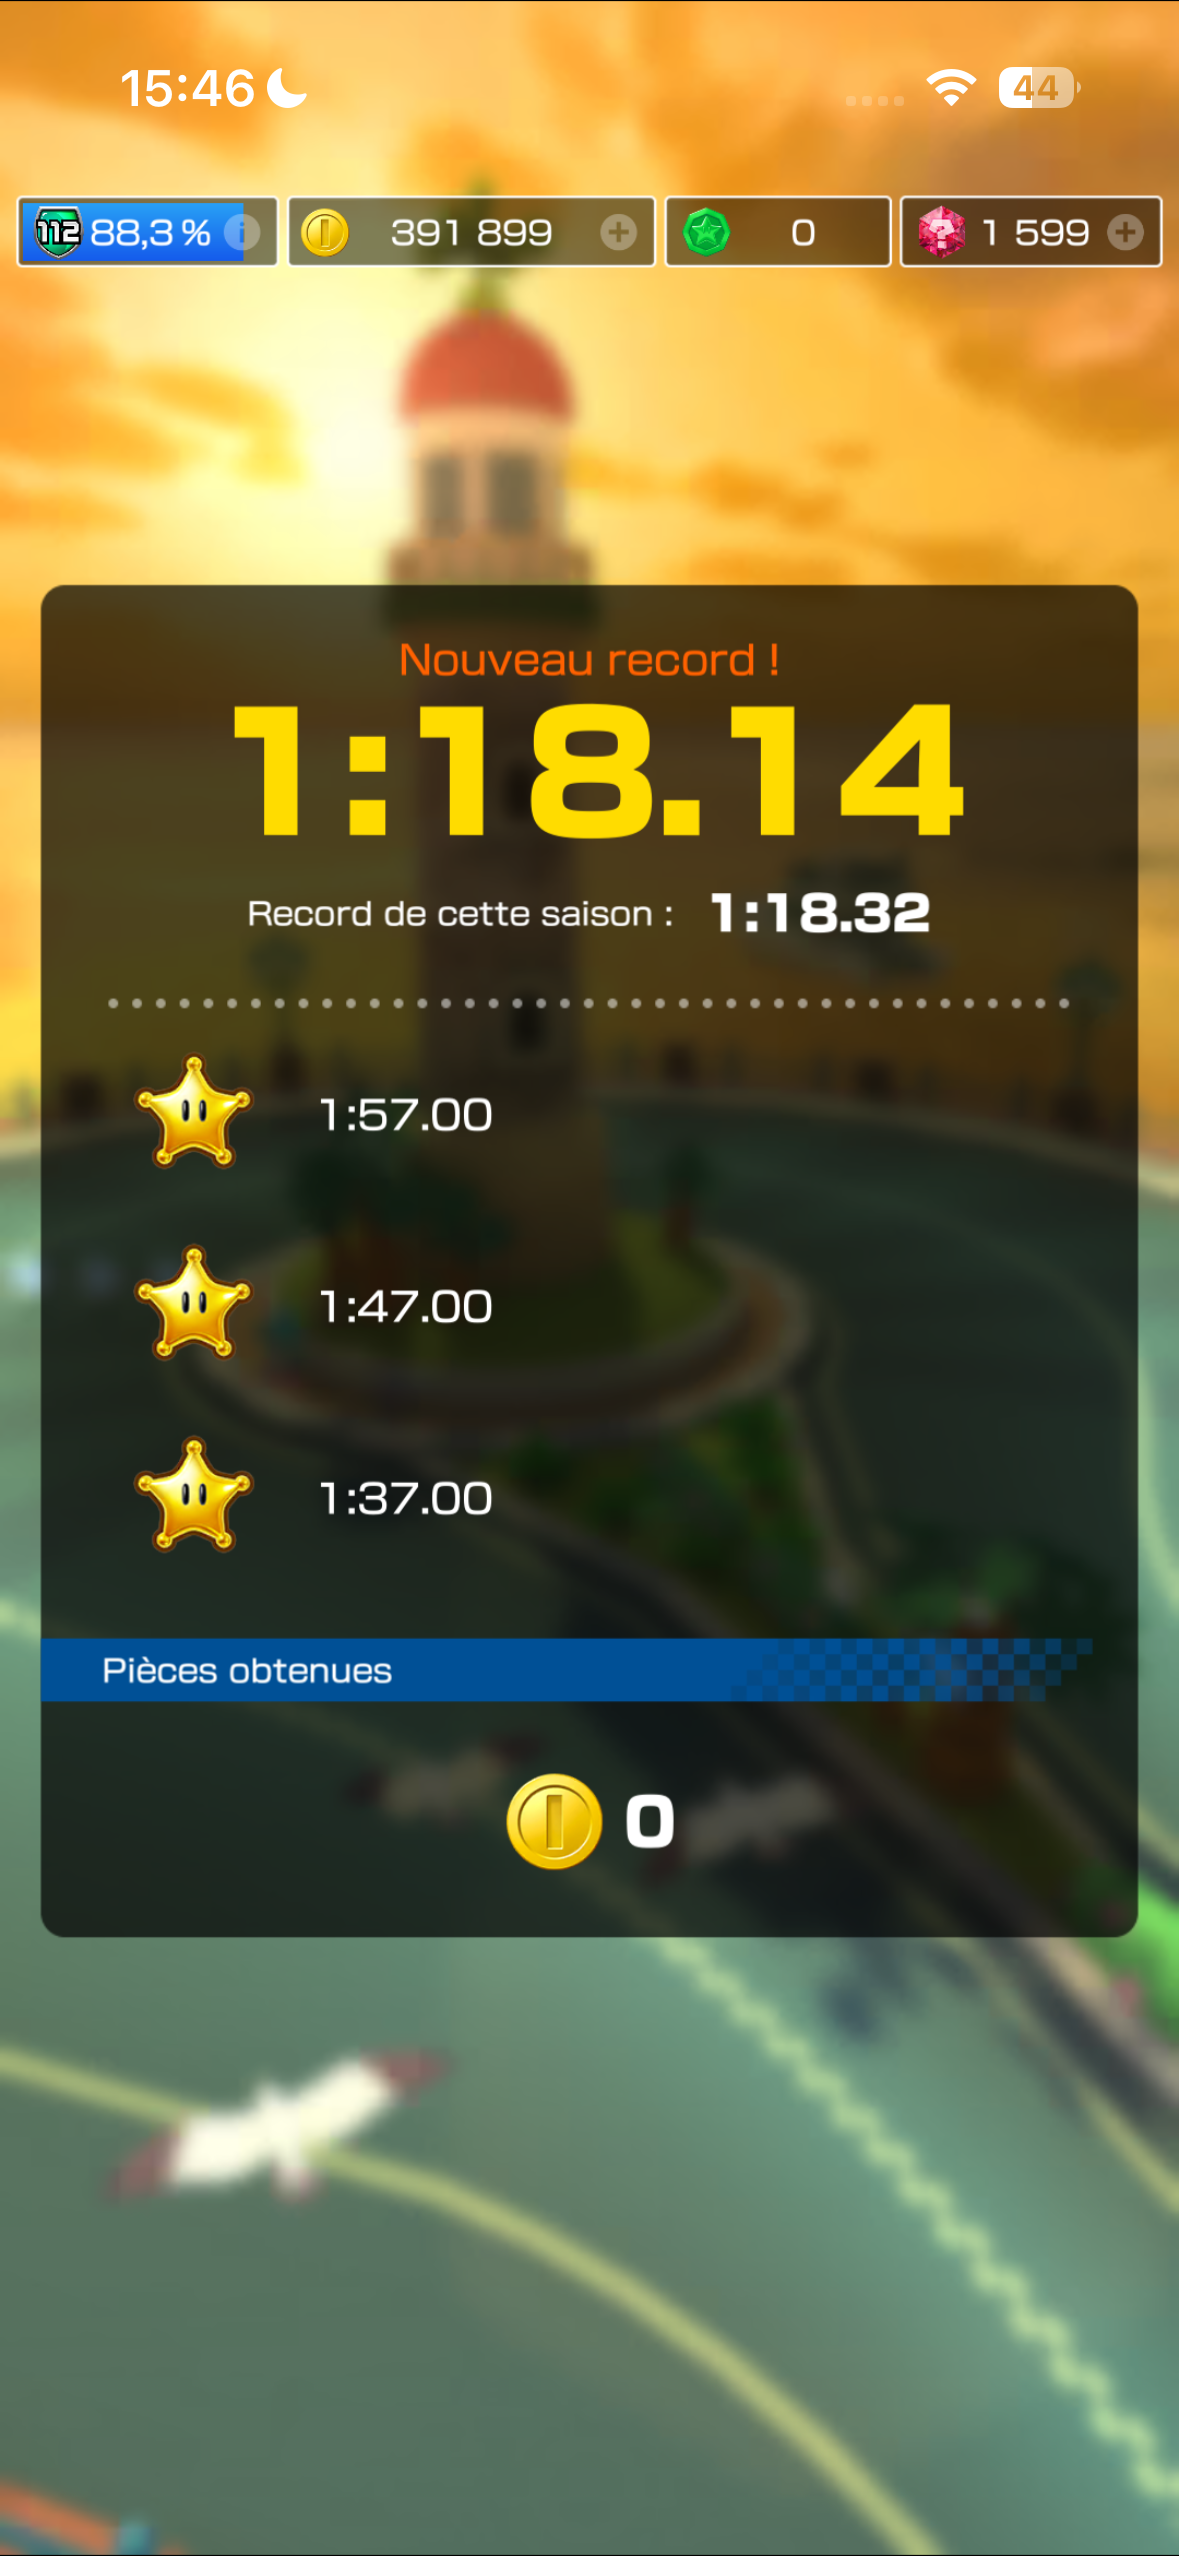 15:46
44
112 88,3 %
391 899
0
1 599
Nouveau record !
1:18.14
Record de cette saison : 1:18.32
1:57.00
1:47.00
1:37.00
Pièces obtenues
0